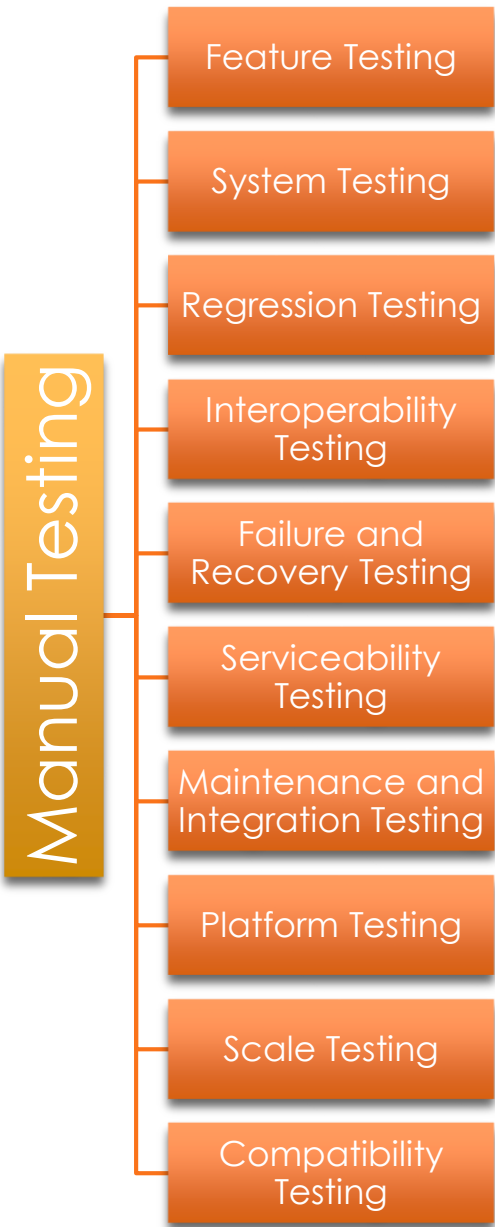 Manual Testing
Feature Testing
System Testing
Regression Testing
Interoperability
Testing
Failure and
Recovery Testing
Serviceability
Testing
Maintenance and
Integration Testing
Platform Testing
Scale Testing
Compatibility
Testing